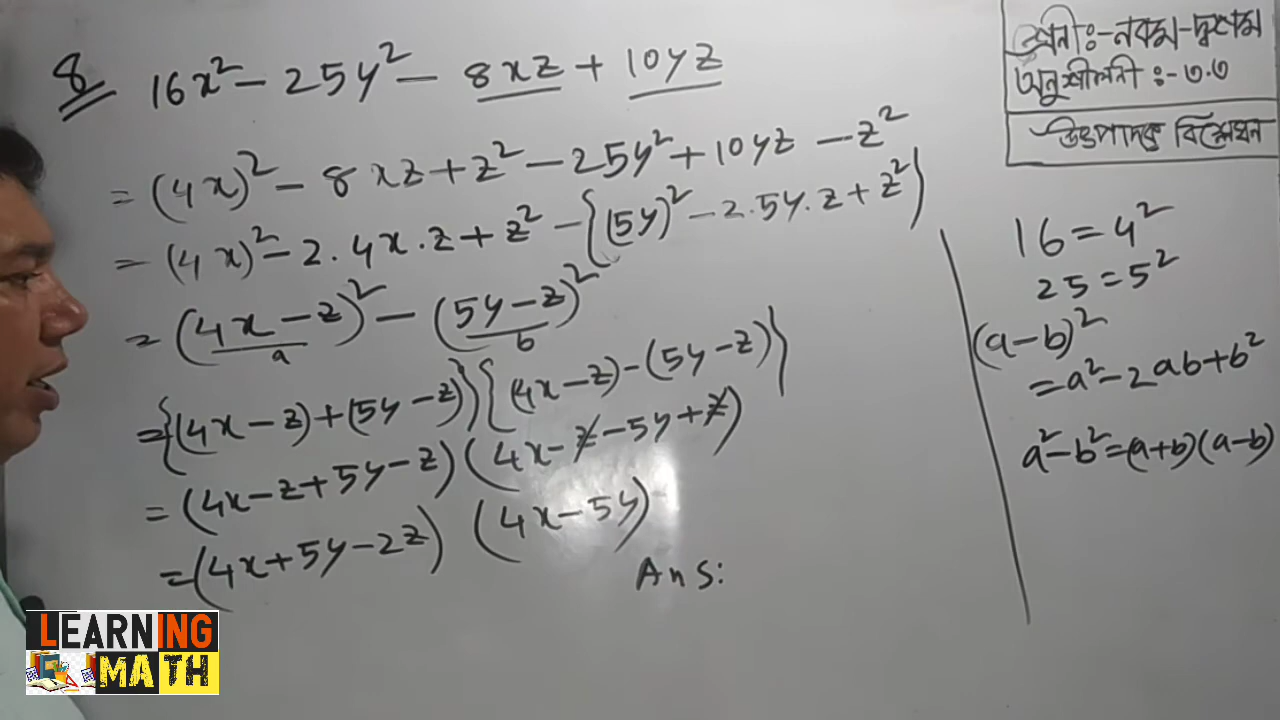 8 16x² - 25y² - 8xz + 10yz
= (4x)² - 8xz + z² - 25y² + 10yz - z²
= (4x)² - 2.4x.z + z² - {(5y)² - 2.5y.z + z²}
= (4x - z)² - (5y - z)²
a b
= {(4x - z) + (5y - z)} {(4x - z) - (5y - z)}
= (4x - z + 5y - z) (4x - z - 5y + z)
= (4x + 5y - 2z) (4x - 5y)
Ans:
শ্রেনী:- নবম-দশম
অনুশীলনী :- ৩.৩
উৎপাদক বিশ্লেষন
16 = 4²
25 = 5²
(a - b)²
= a² - 2ab + b²
a² - b² = (a+b)(a-b)
LEARNING
MATH